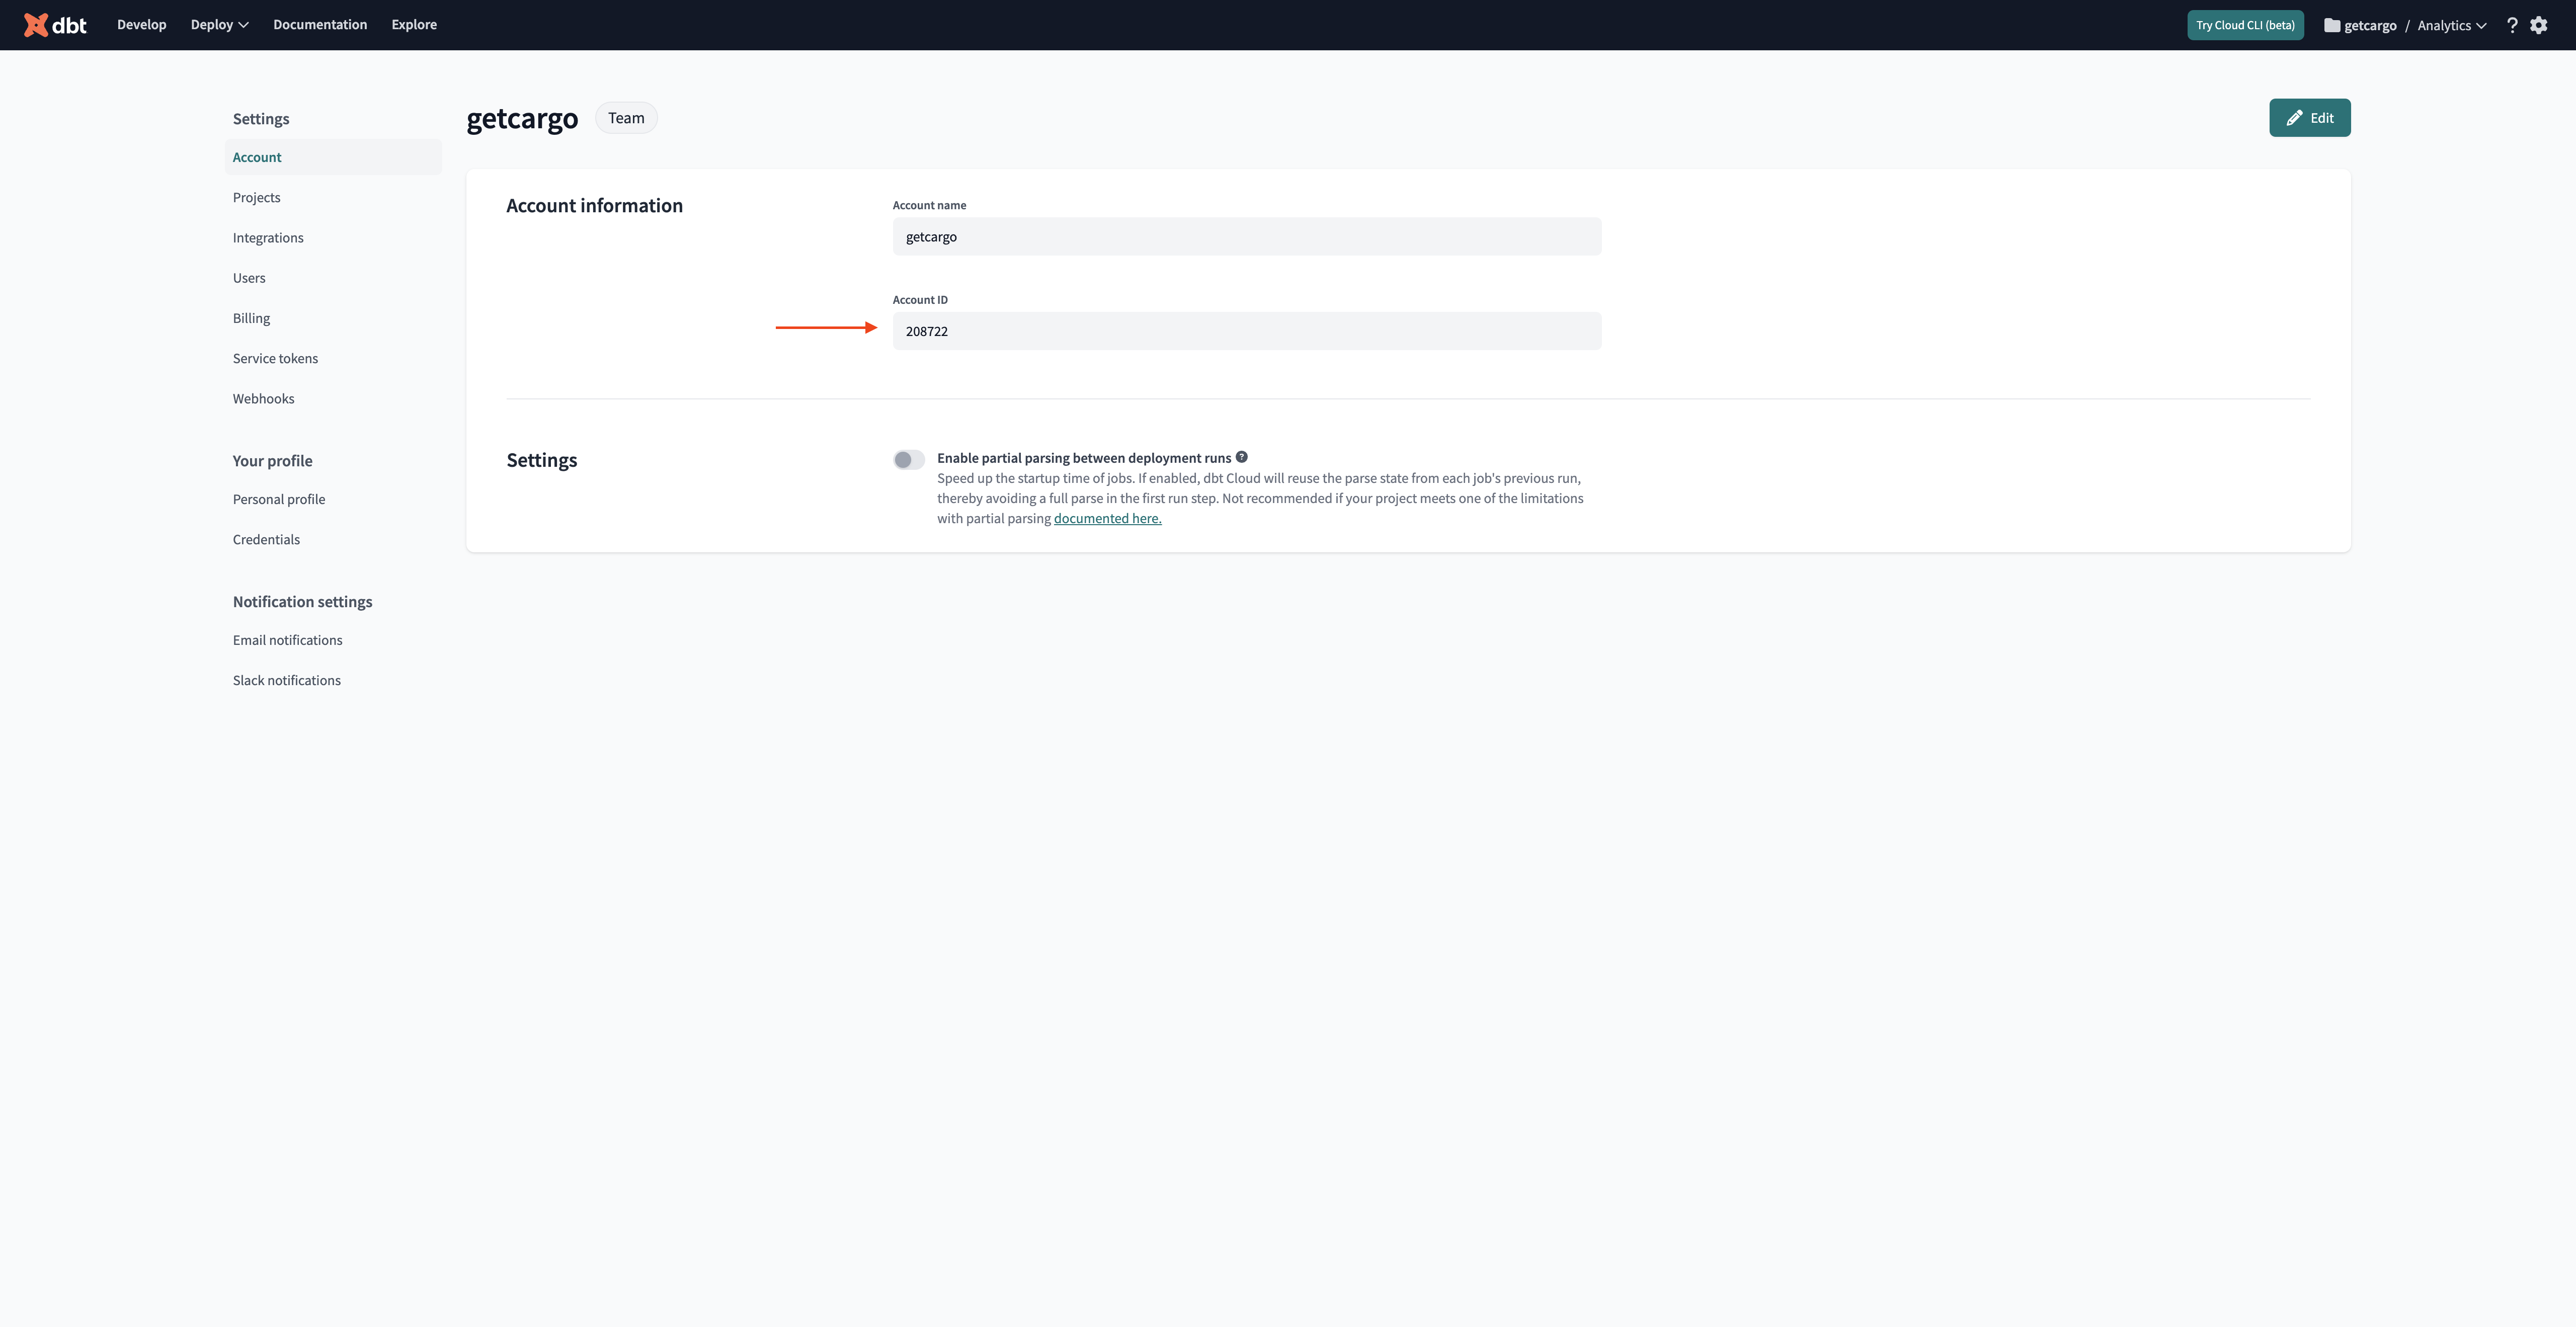 dbt Develop Deploy Documentation Explore Try Cloud CLI (beta) getcargo / Analytics ?
Settings
Account
Projects
Integrations
Users
Billing
Service tokens
Webhooks
Your profile
Personal profile
Credentials
Notification settings
Email notifications
Slack notifications
getcargo Team Edit
Account information
Account name
getcargo
Account ID
208722
Settings
Enable partial parsing between deployment runs ?
Speed up the startup time of jobs. If enabled, dbt Cloud will reuse the parse state from each job's previous run,
thereby avoiding a full parse in the first run step. Not recommended if your project meets one of the limitations
with partial parsing documented here.